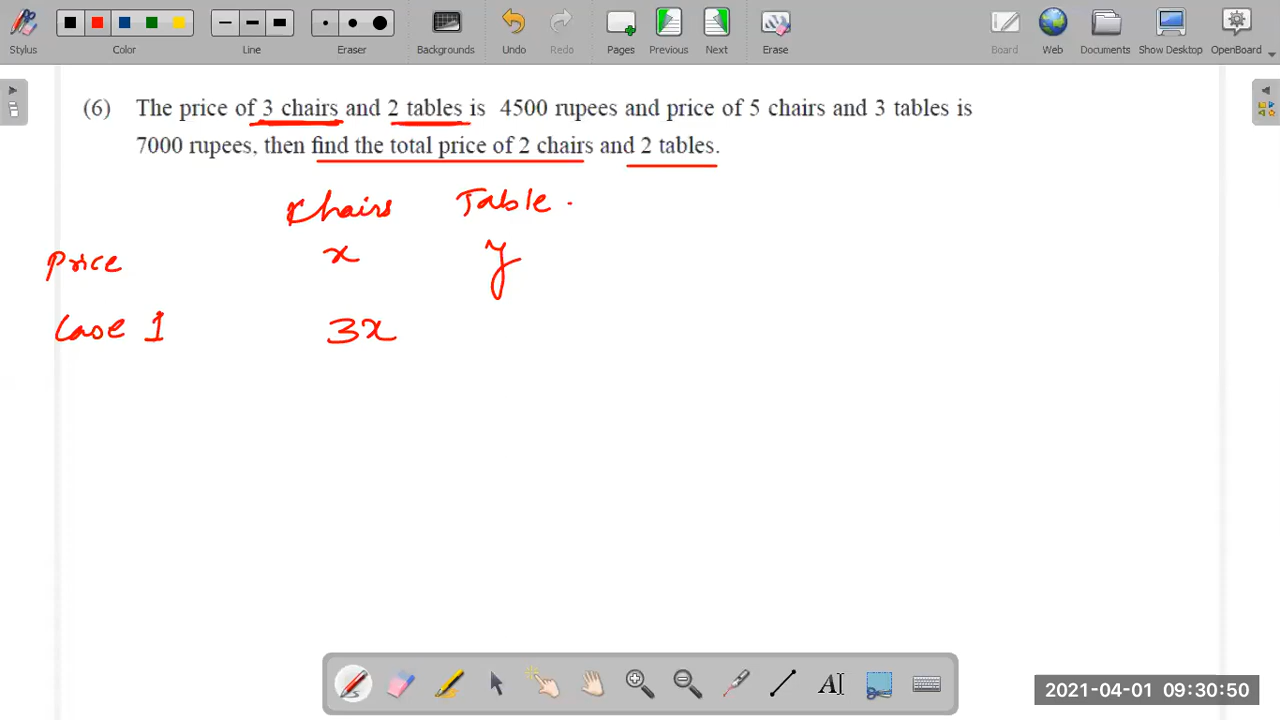 Stylus Color Line Eraser Backgrounds Undo Redo Pages Previous Next Erase Board Web Documents Show Desktop OpenBoard
(6) The price of 3 chairs and 2 tables is 4500 rupees and price of 5 chairs and 3 tables is
7000 rupees, then find the total price of 2 chairs and 2 tables.
Chairs Table .
Price x y
Case 1 3x
2021-04-01 09:30:50